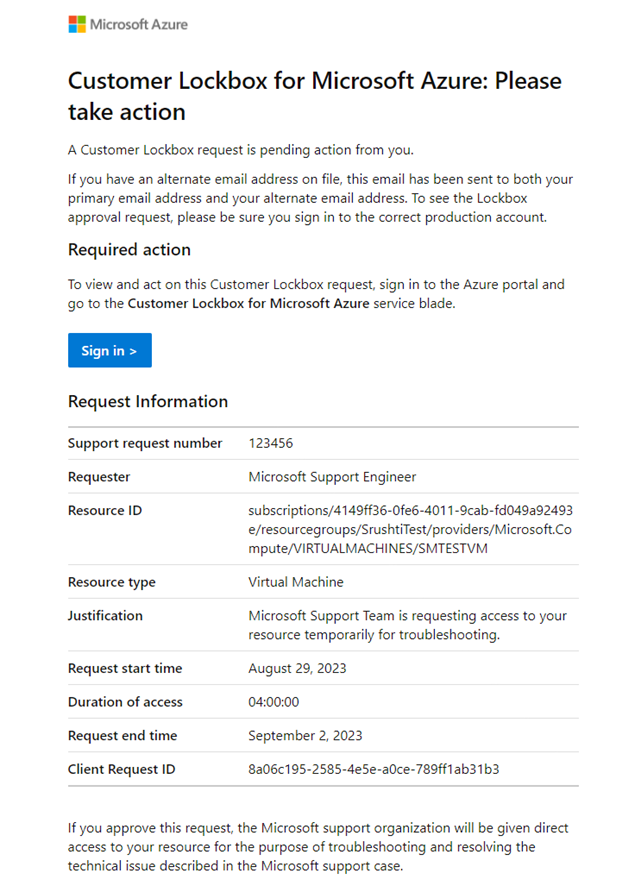 Microsoft Azure
Customer Lockbox for Microsoft Azure: Please
take action
A Customer Lockbox request is pending action from you.
If you have an alternate email address on file, this email has been sent to both your
primary email address and your alternate email address. To see the Lockbox
approval request, please be sure you sign in to the correct production account.
Required action
To view and act on this Customer Lockbox request, sign in to the Azure portal and
go to the Customer Lockbox for Microsoft Azure service blade.
Sign in >
Request Information
Support request number 123456
Requester Microsoft Support Engineer
Resource ID subscriptions/4149ff36-0fe6-4011-9cab-fd049a92493
e/resourcegroups/SrushtiTest/providers/Microsoft.Co
mpute/VIRTUALMACHINES/SMTESTVM
Resource type Virtual Machine
Justification Microsoft Support Team is requesting access to your
resource temporarily for troubleshooting.
Request start time August 29, 2023
Duration of access 04:00:00
Request end time September 2, 2023
Client Request ID 8a06c195-2585-4e5e-a0ce-789ff1ab31b3
If you approve this request, the Microsoft support organization will be given direct
access to your resource for the purpose of troubleshooting and resolving the
technical issue described in the Microsoft support case.